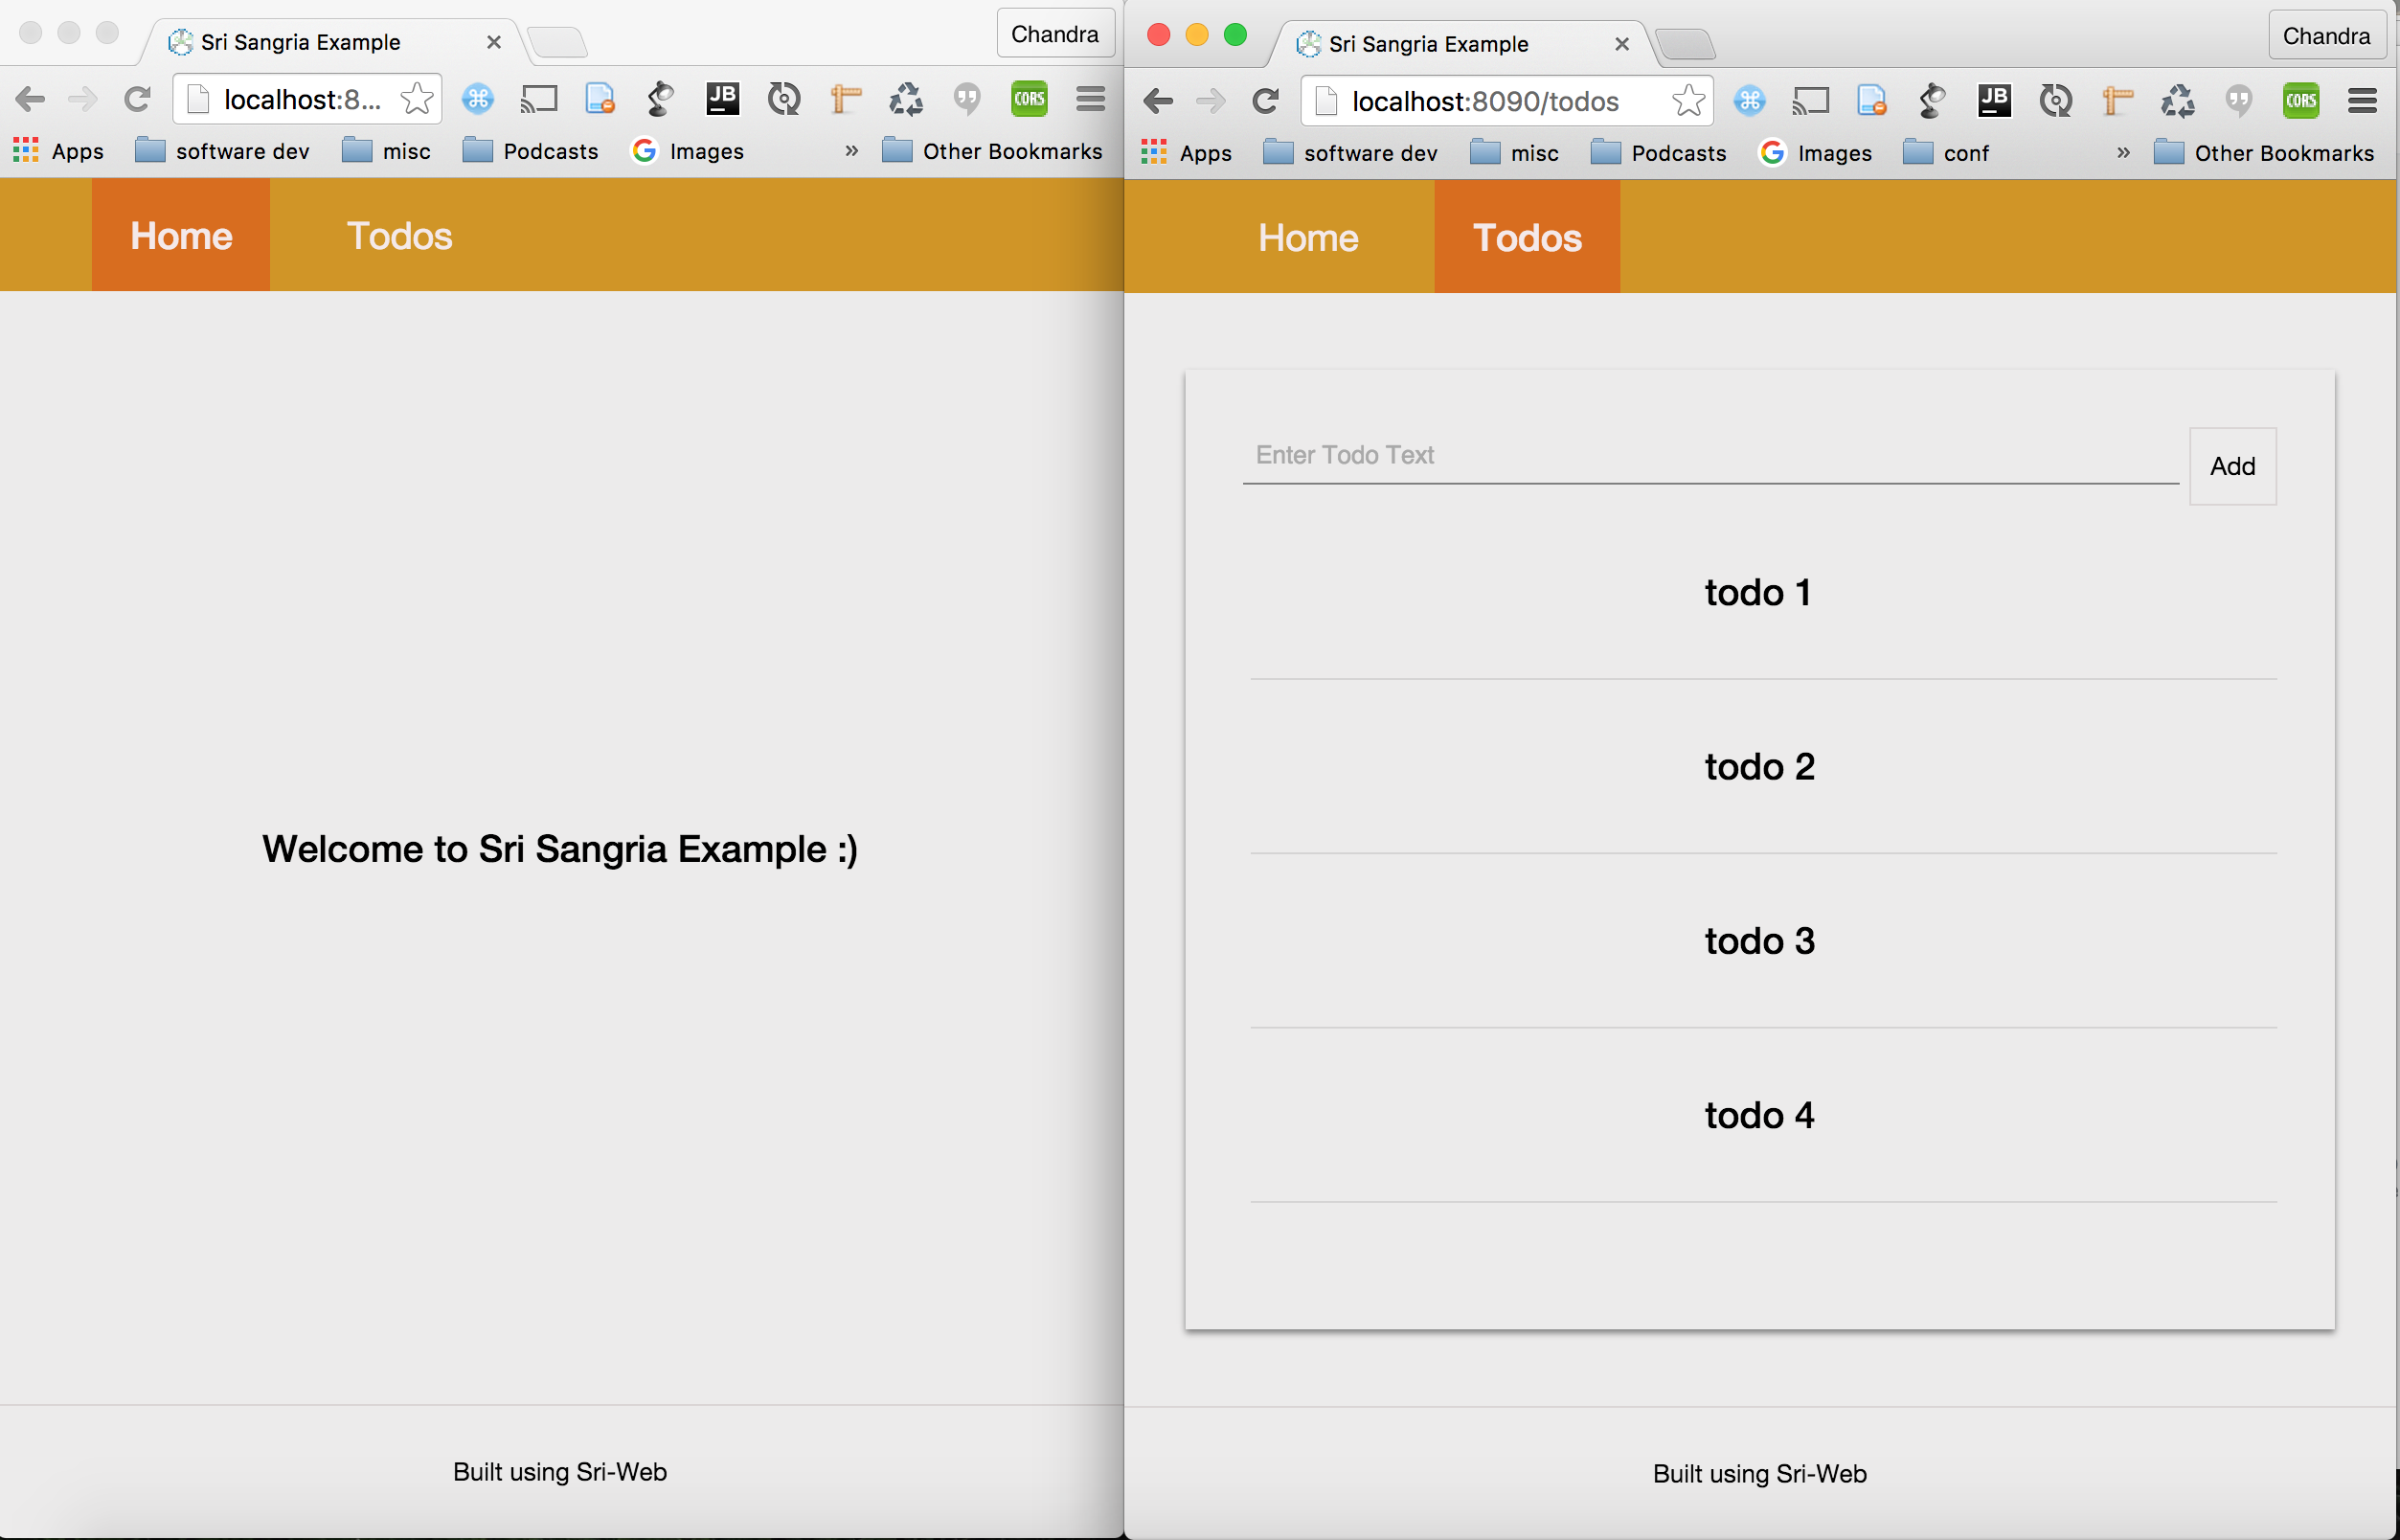 Sri Sangria Example
Chandra
localhost:8...
JB
CORS
Apps
software dev
misc
Podcasts
Images
»
Other Bookmarks
Home
Todos
Welcome to Sri Sangria Example :)
Built using Sri-Web
Sri Sangria Example
Chandra
localhost:8090/todos
JB
CORS
Apps
software dev
misc
Podcasts
Images
conf
»
Other Bookmarks
Home
Todos
Enter Todo Text
Add
todo 1
todo 2
todo 3
todo 4
Built using Sri-Web